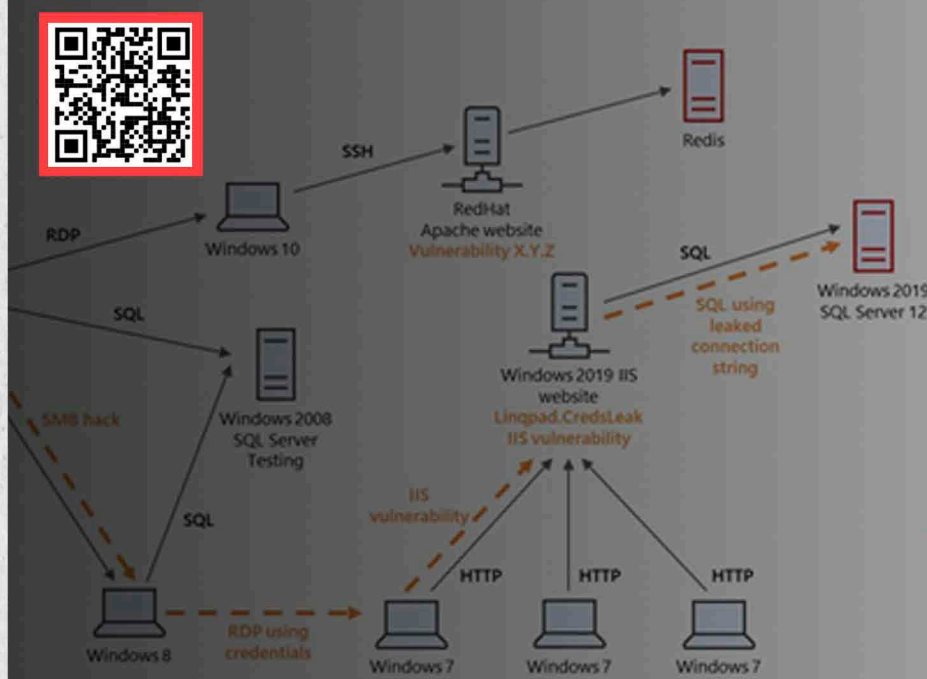 Redis
SSH
RedHat
Apache website
Vulnerability X.Y.Z
RDP
Windows 10
SQL
Windows 2019
SQL Server 12
SQL using
leaked
connection
string
SQL
Windows 2019 IIS
website
Linqpad.CredsLeak
IIS vulnerability
SMB hack
Windows 2008
SQL Server
Testing
IIS
vulnerability
SQL
HTTP
HTTP
HTTP
RDP using
credentials
Windows 8
Windows 7
Windows 7
Windows 7